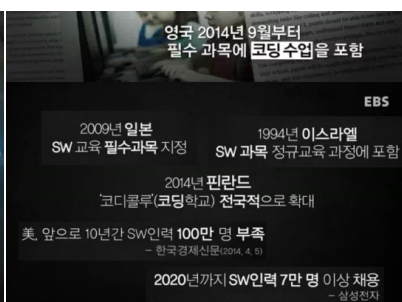 영국 2014년 9월부터
필수 과목에 코딩 수업을 포함
EBS
2009년 일본
SW 교육 필수과목 지정
1994년 이스라엘
SW 과목 정규교육 과정에 포함
2014년 핀란드
'코디콜루'(코딩학교) 전국적으로 확대
美, 앞으로 10년간 SW인력 100만 명 부족
– 한국경제신문(2014. 4. 5)
2020년까지 SW인력 7만 명 이상 채용
– 삼성전자